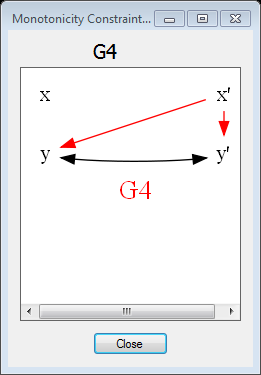 Monotonicity Constraint...
G4
x x'
y y'
G4
Close